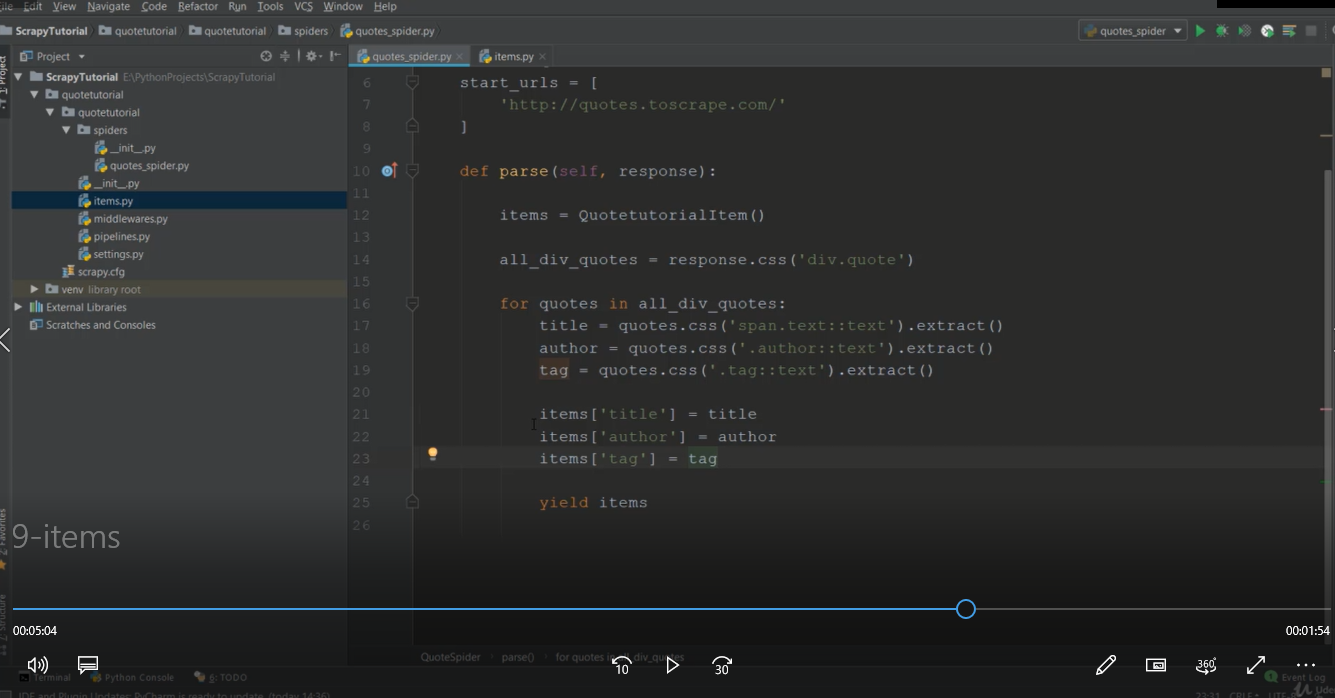 File Edit View Navigate Code Refactor Run Tools VCS Window Help
ScrapyTutorial quotetutorial quotetutorial spiders quotes_spider.py
quotes_spider
Project
quotes_spider.py items.py
ScrapyTutorial E:\PythonProjects\ScrapyTutorial
quotetutorial
quotetutorial
spiders
__init__.py
quotes_spider.py
__init__.py
items.py
middlewares.py
pipelines.py
settings.py
scrapy.cfg
venv library root
External Libraries
Scratches and Consoles
1: Project
6 start_urls = [
7 'http://quotes.toscrape.com/'
8 ]
9
10 def parse(self, response):
11
12 items = QuotetutorialItem()
13
14 all_div_quotes = response.css('div.quote')
15
16 for quotes in all_div_quotes:
17 title = quotes.css('span.text::text').extract()
18 author = quotes.css('.author::text').extract()
19 tag = quotes.css('.tag::text').extract()
20
21 items['title'] = title
22 items['author'] = author
23 items['tag'] = tag
24
25 yield items
26
2: Favorites
9-items
00:05:04
00:01:54
QuoteSpider parse() for quotes in all_div_quotes
10 30 360°
Terminal Python Console 6: TODO Event Log
IDE and Plugin Updates: PyCharm is ready to update. (today 14:36) 23:31 CRLF UTF-8